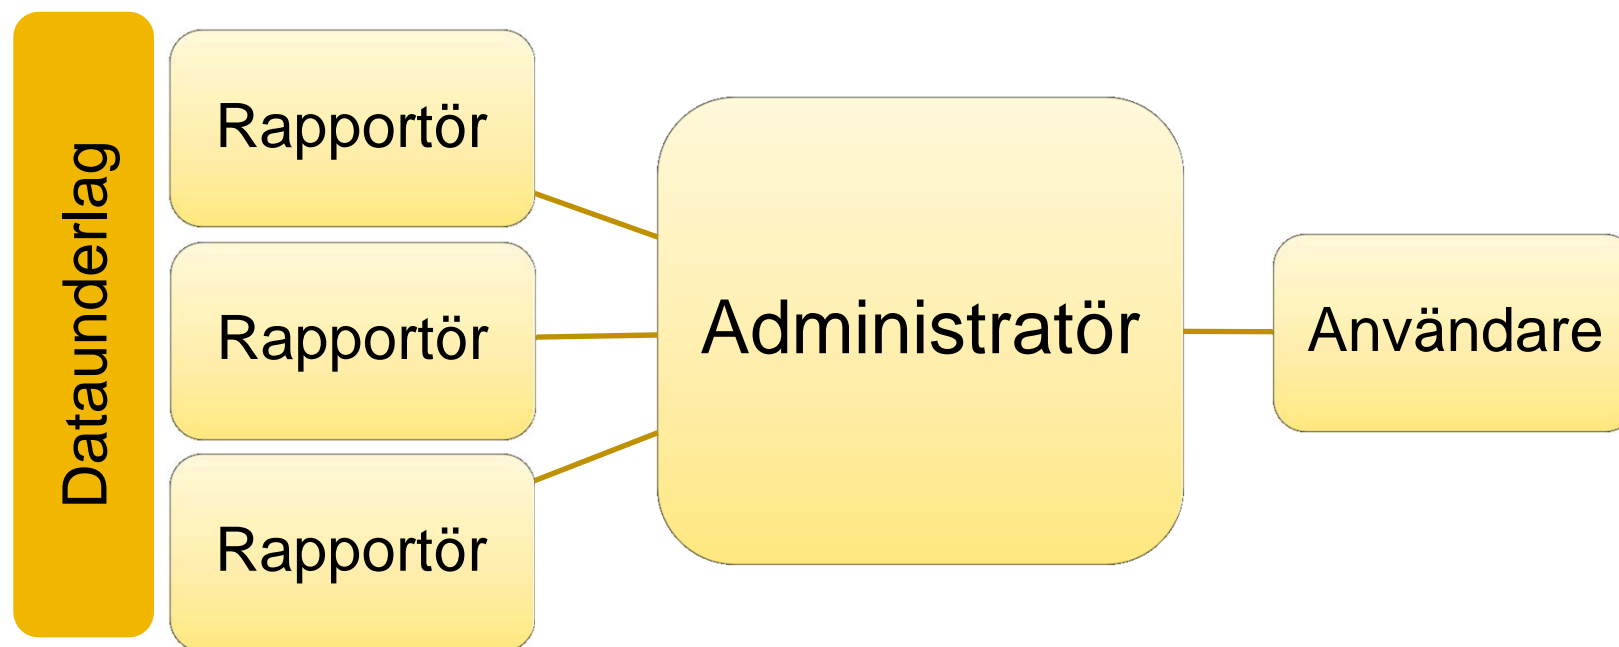 Dataunderlag
Rapportör
Rapportör
Rapportör
Administratör
Användare